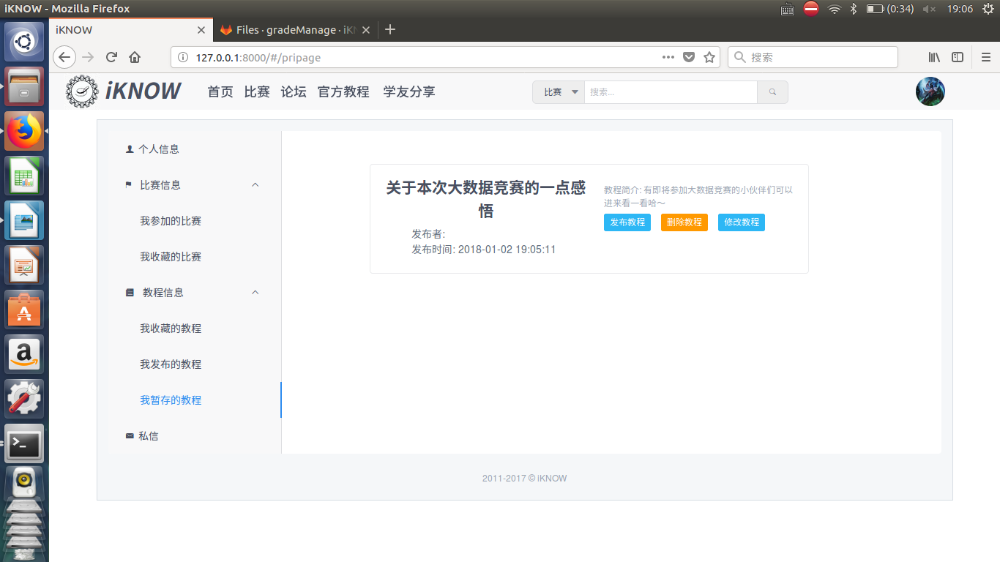 iKNOW - Mozilla Firefox
(0:34)
19:06
iKNOW
Files · gradeManage · iKN
127.0.0.1:8000/#/pripage
搜索
iKNOW
首页 比赛 论坛 官方教程 学友分享
比赛
搜索...
个人信息
比赛信息
我参加的比赛
我收藏的比赛
教程信息
我收藏的教程
我发布的教程
我暂存的教程
私信
关于本次大数据竞赛的一点感
悟
发布者:
发布时间: 2018-01-02 19:05:11
教程简介: 有即将参加大数据竞赛的小伙伴们可以
进来看一看哈～
发布教程 删除教程 修改教程
2011-2017 © iKNOW